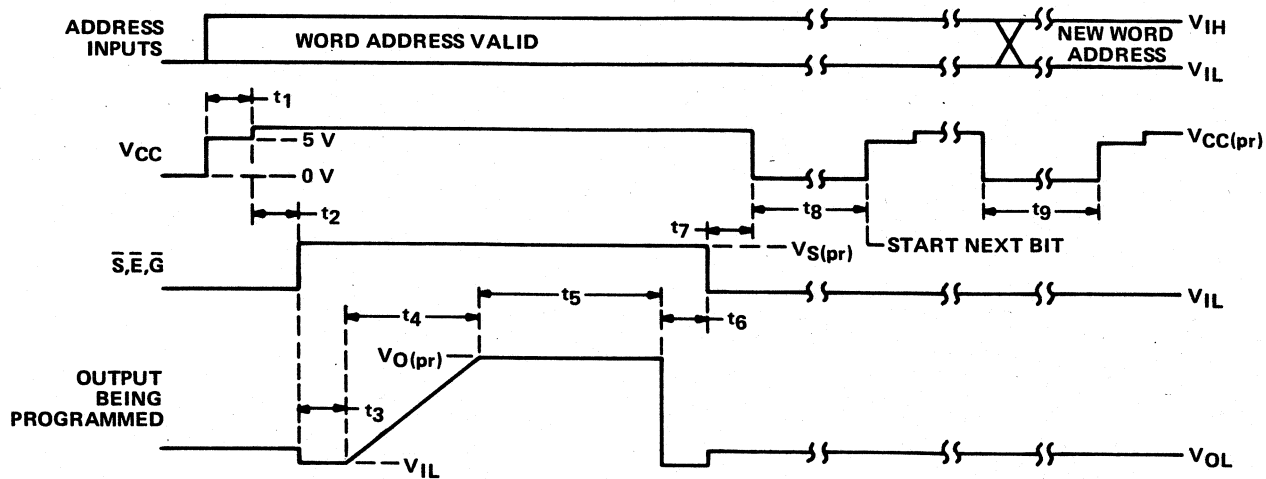 ADDRESS
INPUTS
WORD ADDRESS VALID
NEW WORD
ADDRESS
VIH
VIL
t1
VCC
5 V
0 V
VCC(pr)
t2
t7
t8
t9
VS(pr)
START NEXT BIT
S̅,E̅,G̅
VIL
t4
t5
t6
VO(pr)
OUTPUT
BEING
PROGRAMMED
t3
VIL
VOL